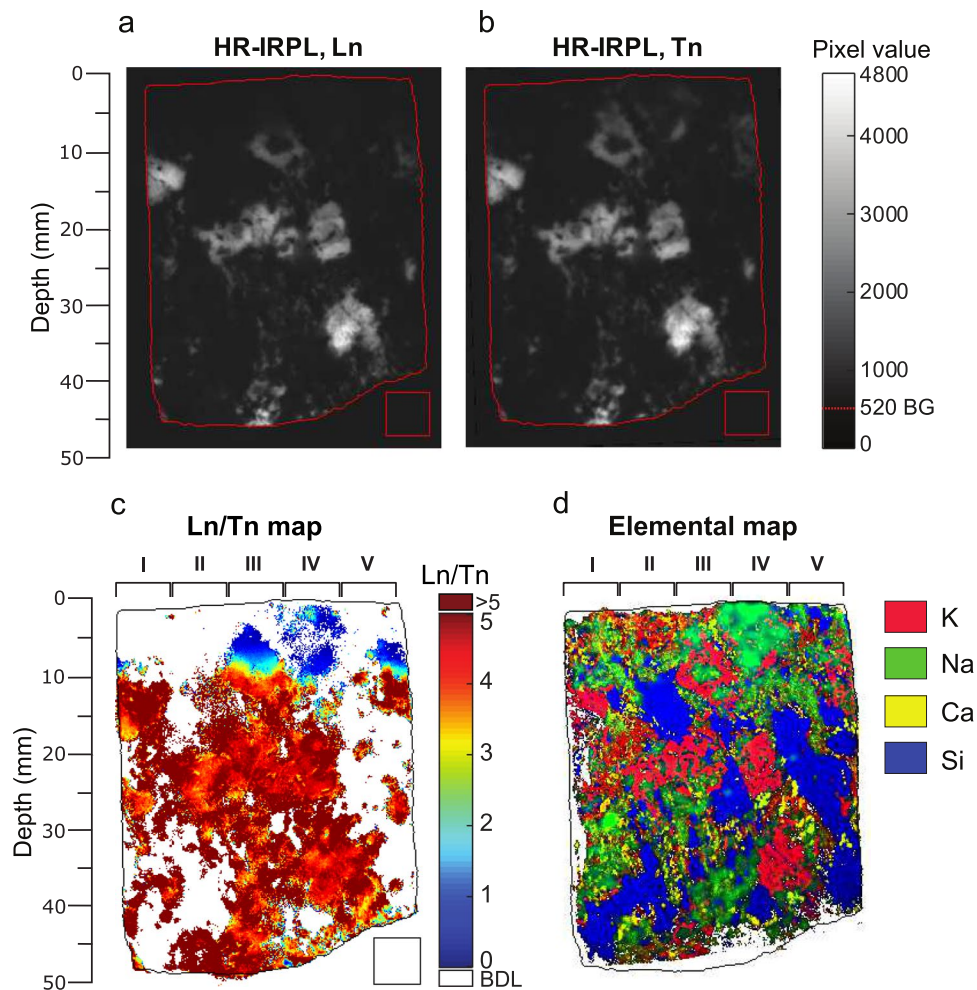 a
HR-IRPL, Ln
b
HR-IRPL, Tn
Pixel value
0
10
20
30
40
50
Depth (mm)
4800
4000
3000
2000
1000
520 BG
0
c
Ln/Tn map
I II III IV V
Ln/Tn
0
10
20
30
40
50
Depth (mm)
>5
5
4
3
2
1
0
BDL
d
Elemental map
I II III IV V
K
Na
Ca
Si